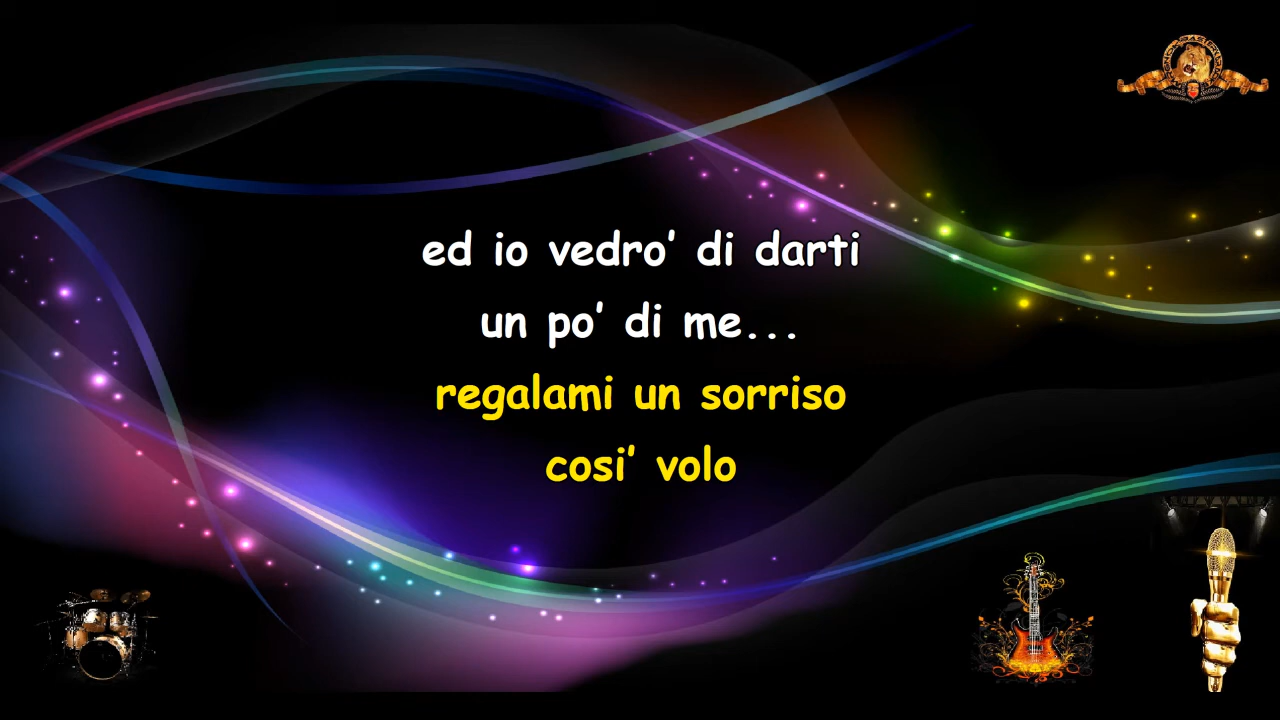 ed io vedro' di darti
un po' di me...
regalami un sorriso
cosi' volo